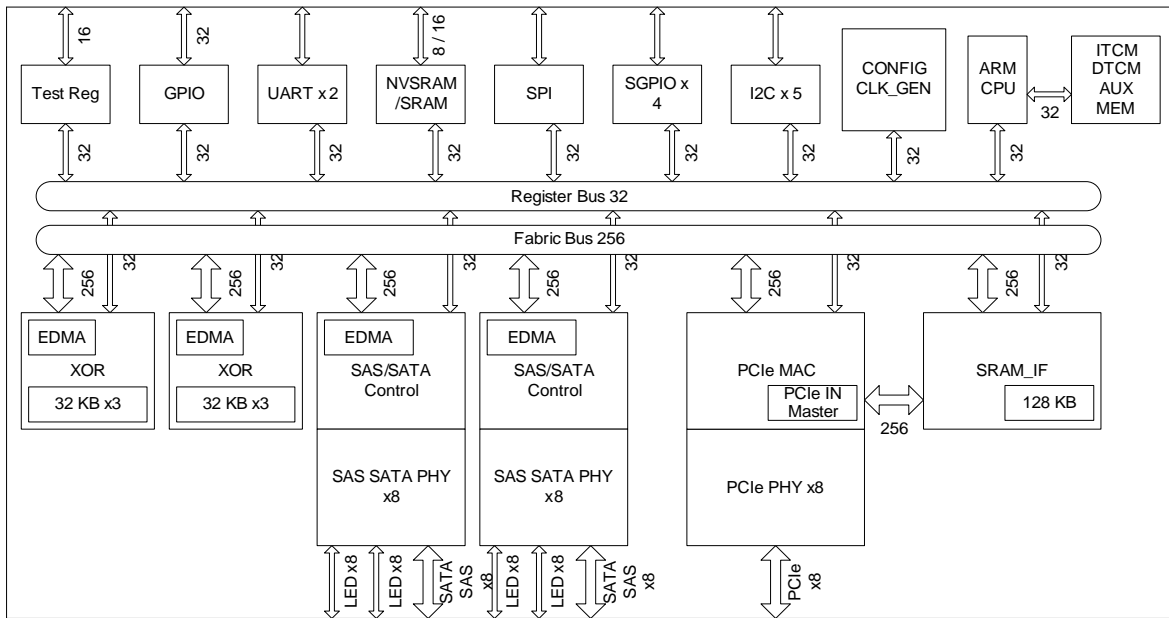 16
32
8 / 16
Test Reg
GPIO
UART x 2
NVSRAM
/SRAM
SPI
SGPIO x
4
I2C x 5
CONFIG
CLK_GEN
ARM
CPU
32
ITCM
DTCM
AUX
MEM
32
32
32
32
32
32
32
32
32
Register Bus 32
Fabric Bus 256
256
32
256
32
256
32
256
32
256
32
256
32
EDMA
XOR
32 KB x3
EDMA
XOR
32 KB x3
EDMA
SAS/SATA
Control
SAS SATA PHY
x8
EDMA
SAS/SATA
Control
SAS SATA PHY
x8
PCIe MAC
PCIe IN
Master
PCIe PHY x8
256
SRAM_IF
128 KB
LED x8
LED x8
SATA
SAS x8
LED x8
LED x8
SATA
SAS x8
PCIe
x8